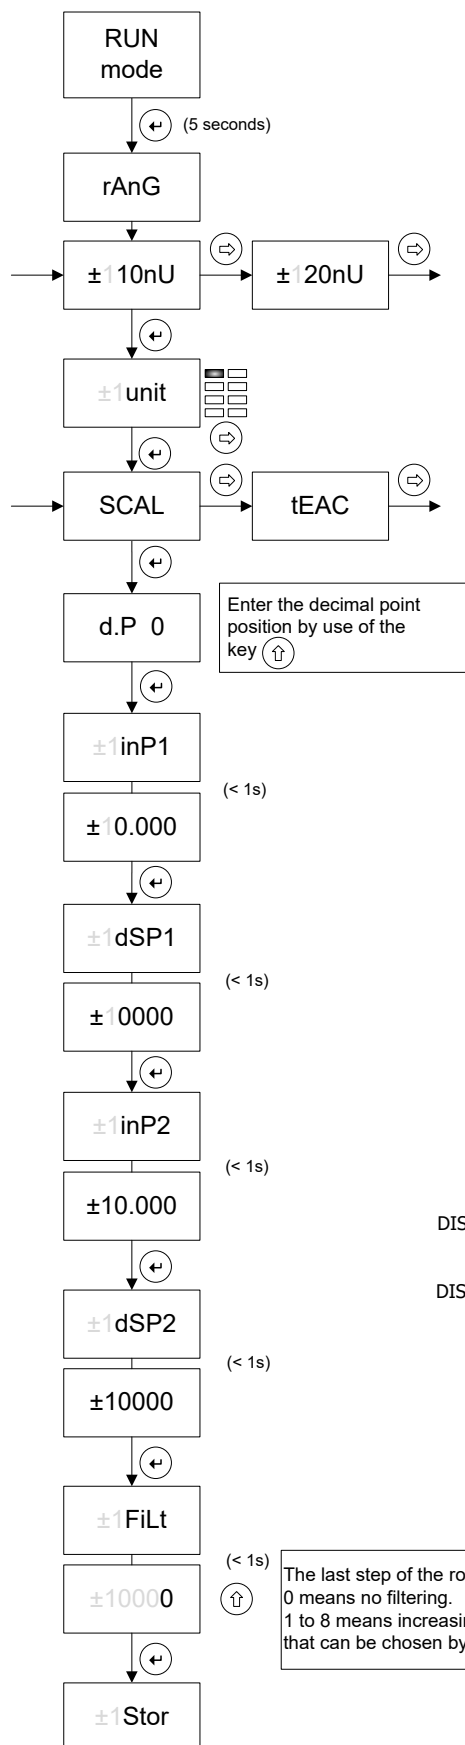 RUN
mode
(5 seconds)
rAnG
±110nU
±120nU
±1unit
SCAL
tEAC
d.P 0
Enter the decimal point
position by use of the
key
±1inP1
(< 1s)
±10.000
±1dSP1
(< 1s)
±10000
±1inP2
(< 1s)
±10.000
DIS
DIS
±1dSP2
(< 1s)
±10000
±1FiLt
(< 1s)
±10000
The last step of the ro
0 means no filtering.
1 to 8 means increasin
that can be chosen by
±1Stor